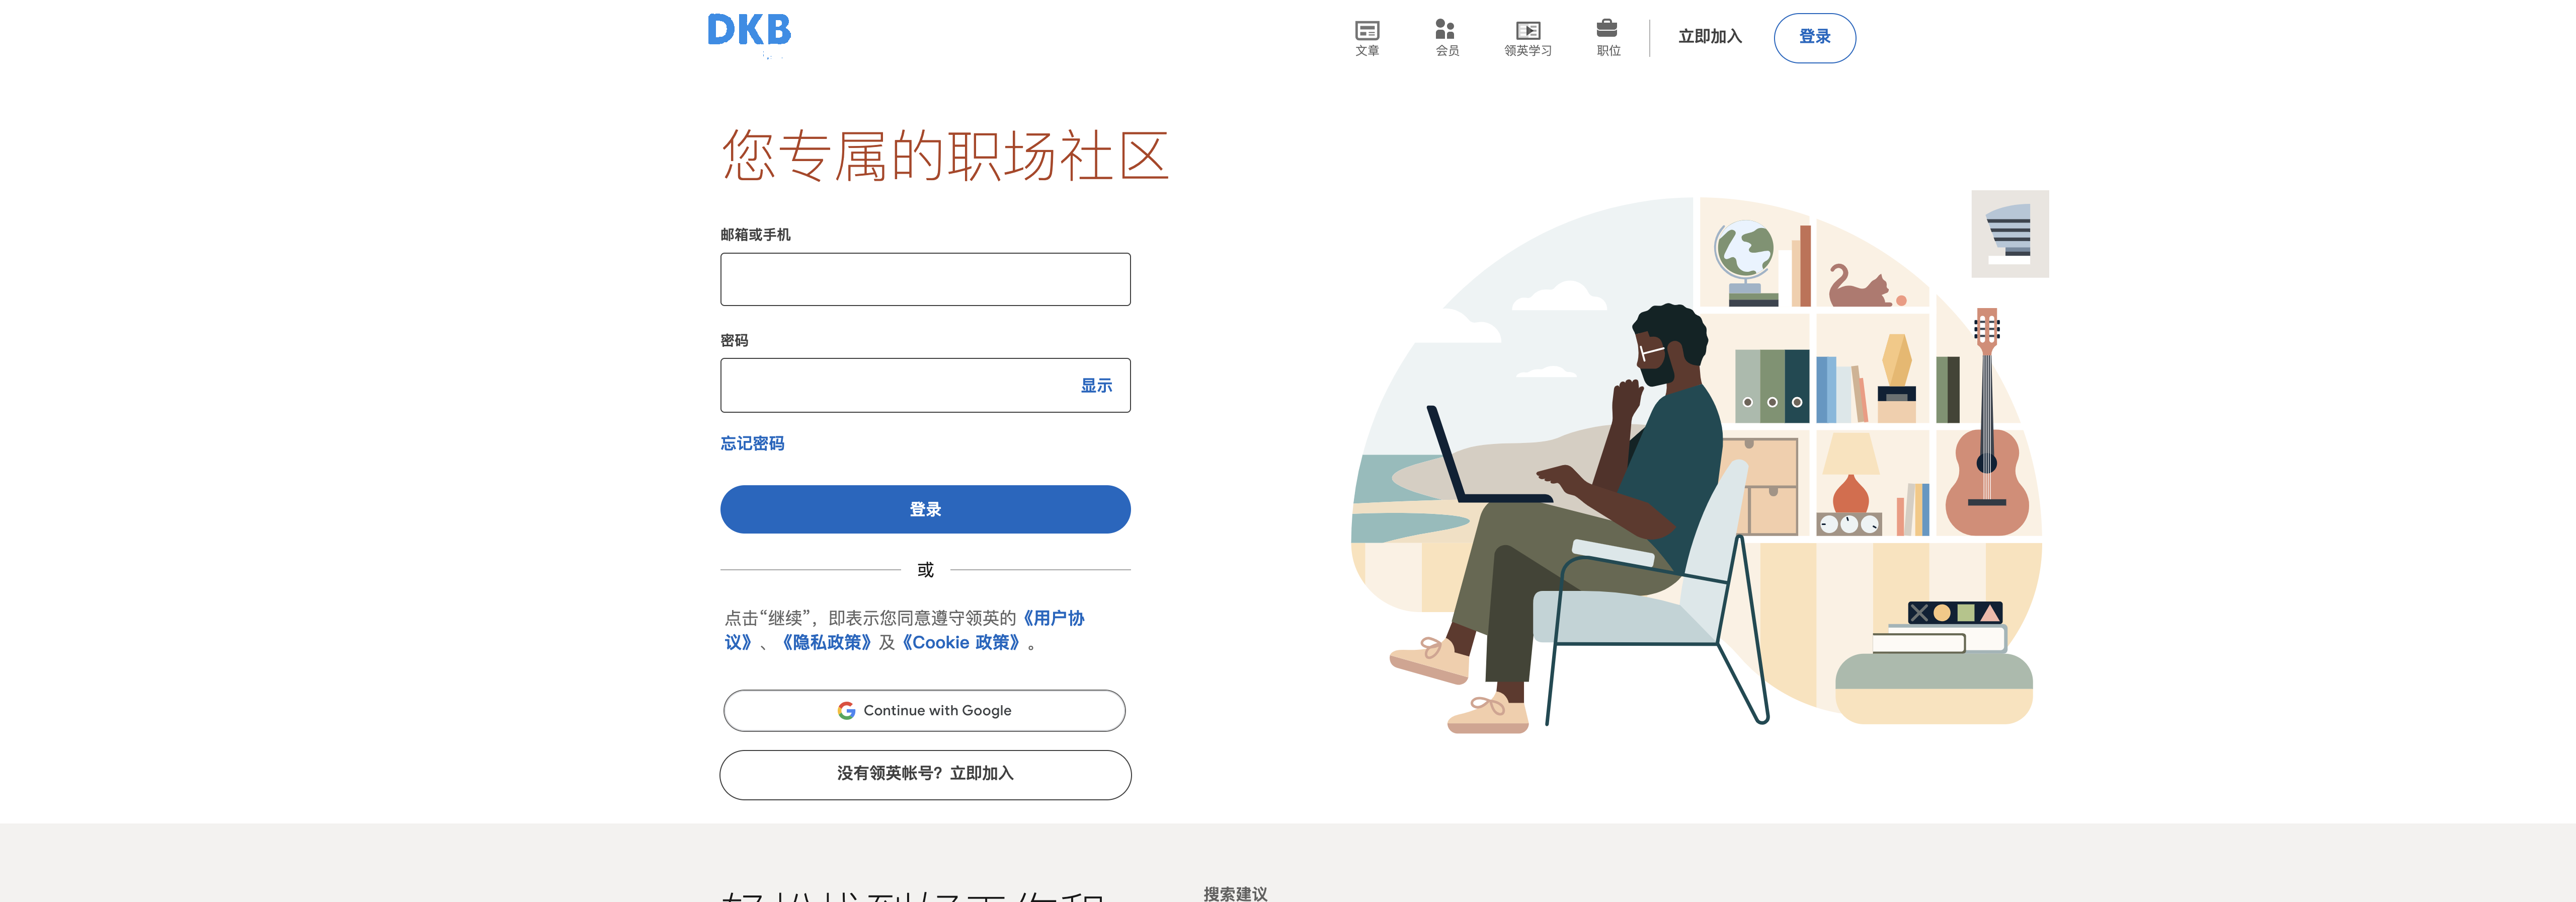 DKB
文章
会员
领英学习
职位
立即加入
登录
您专属的职场社区
邮箱或手机
密码
显示
忘记密码
登录
或
点击“继续”，即表示您同意遵守领英的《用户协
议》、《隐私政策》及《Cookie 政策》。
Continue with Google
没有领英帐号？立即加入
搜索建议